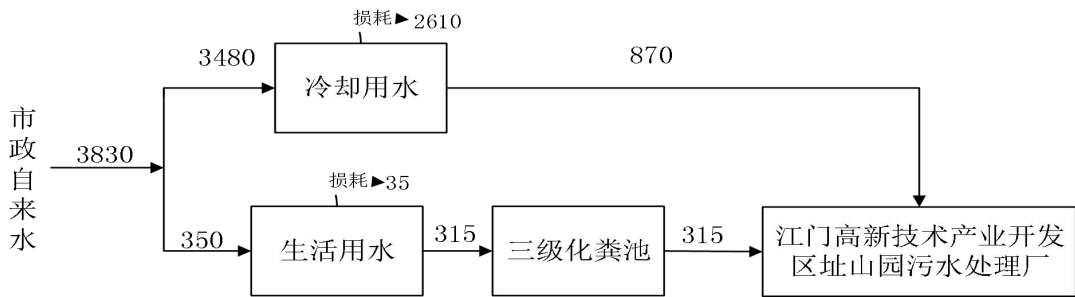 损耗▶2610
3480
870
冷却用水
市政自来水
3830
损耗▶35
350
生活用水
315
三级化粪池
315
江门高新技术产业开发
区址山园污水处理厂